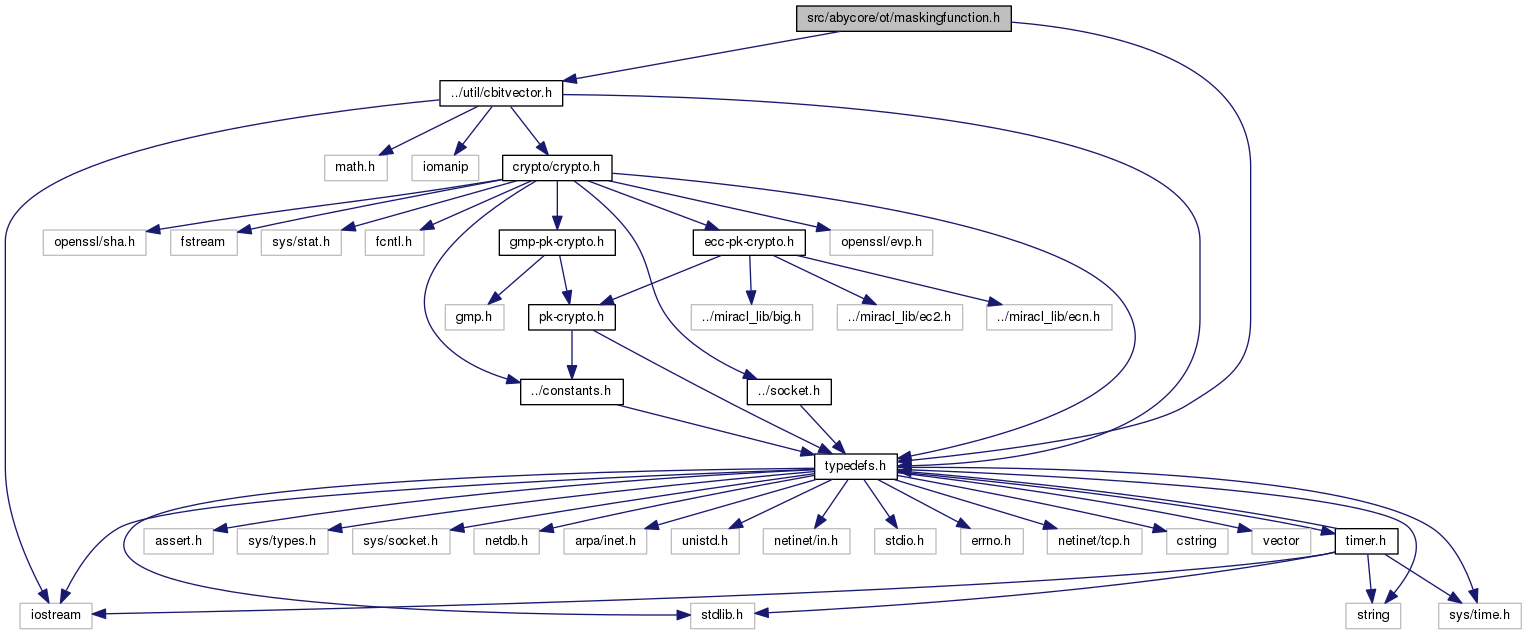 src/abycore/ot/maskingfunction.h
../util/cbitvector.h
math.h
iomanip
crypto/crypto.h
openssl/sha.h
fstream
sys/stat.h
fcntl.h
gmp-pk-crypto.h
ecc-pk-crypto.h
openssl/evp.h
gmp.h
pk-crypto.h
../miracl_lib/big.h
../miracl_lib/ec2.h
../miracl_lib/ecn.h
../constants.h
../socket.h
typedefs.h
assert.h
sys/types.h
sys/socket.h
netdb.h
arpa/inet.h
unistd.h
netinet/in.h
stdio.h
errno.h
netinet/tcp.h
cstring
vector
timer.h
iostream
stdlib.h
string
sys/time.h